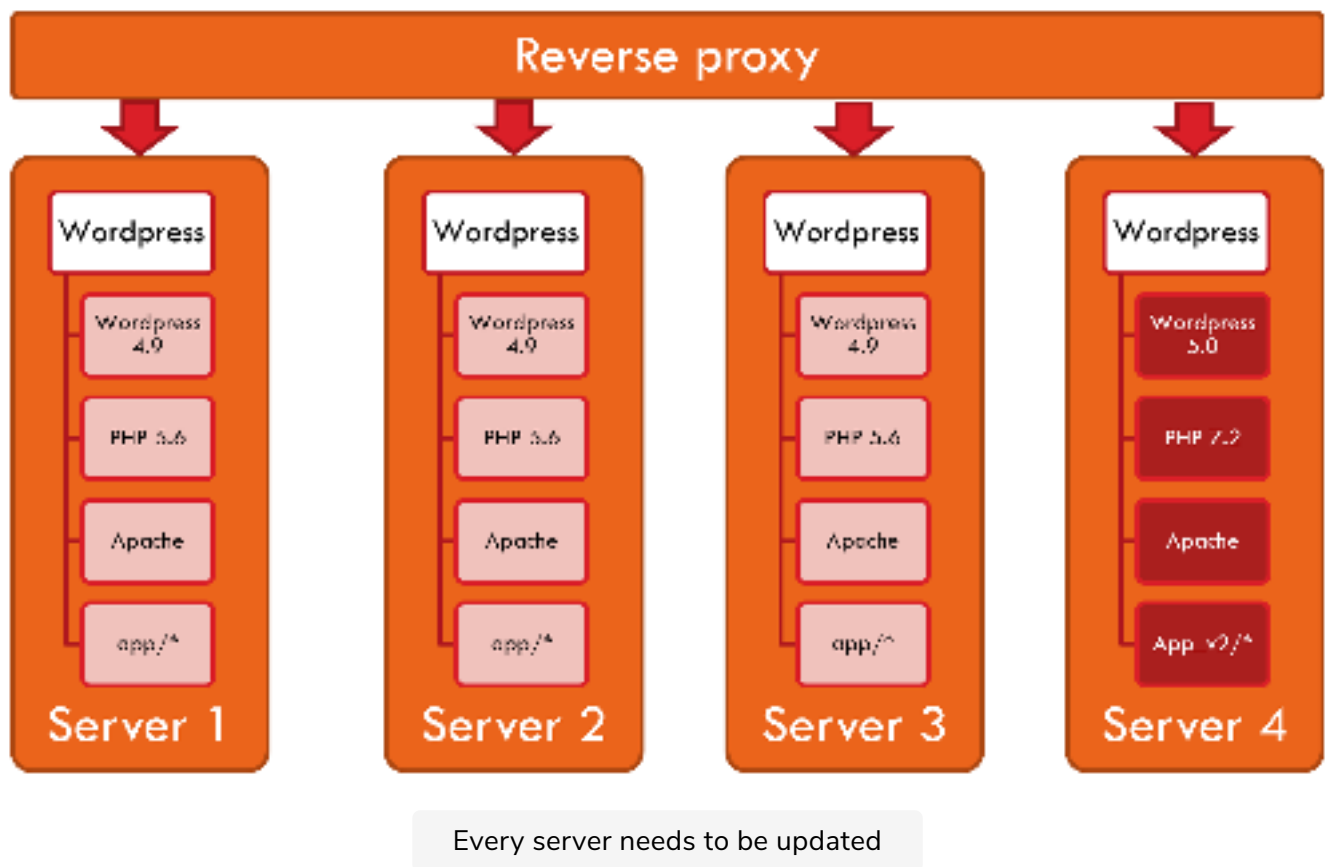 Reverse proxy
Wordpress
Wordpress
4.9
PHP 5.6
Apache
app/*
Server 1
Wordpress
Wordpress
4.9
PHP 5.6
Apache
app/*
Server 2
Wordpress
Wordpress
4.9
PHP 5.6
Apache
app/*
Server 3
Wordpress
Wordpress
5.0
PHP 7.2
Apache
App_v2/*
Server 4
Every server needs to be updated